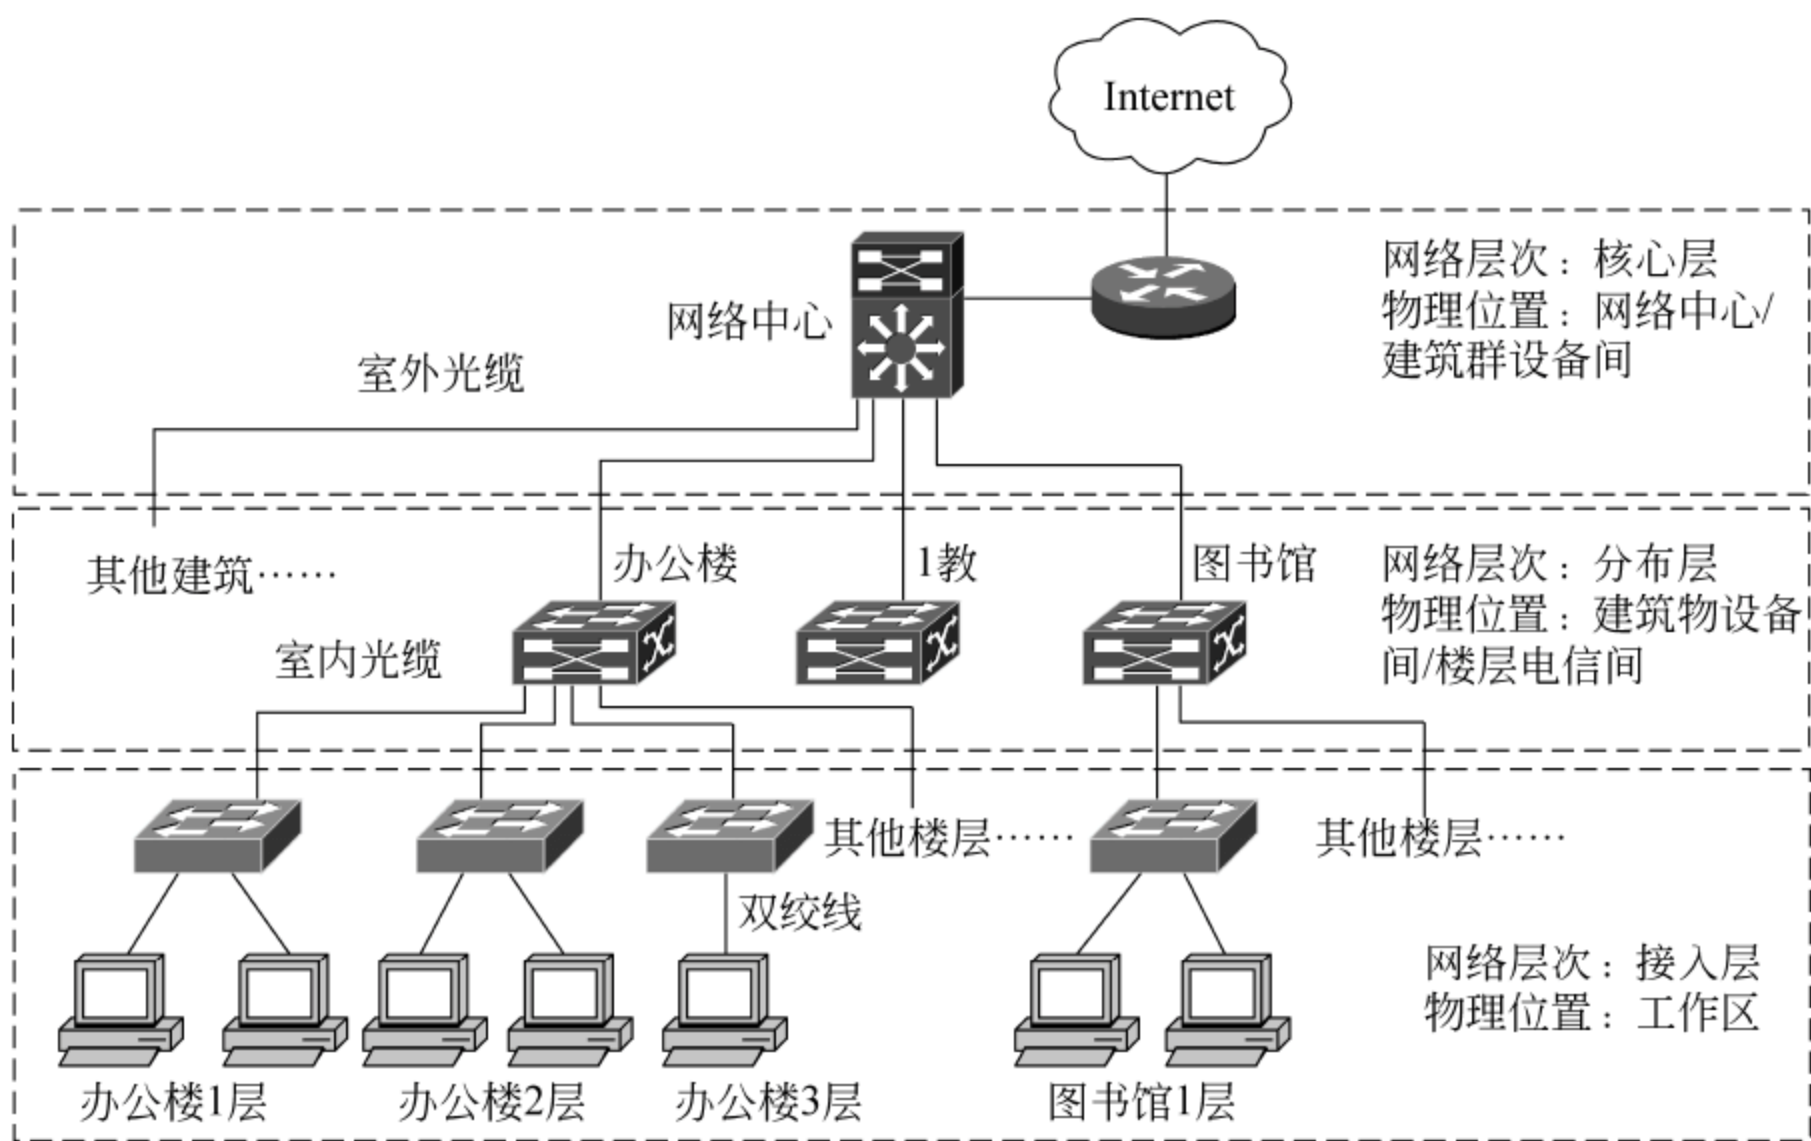 Internet
网络层次：核心层
物理位置：网络中心/
建筑群设备间
网络中心
室外光缆
其他建筑……
办公楼
1教
图书馆
网络层次：分布层
物理位置：建筑物设备
间/楼层电信间
室内光缆
其他楼层……
其他楼层……
双绞线
网络层次：接入层
物理位置：工作区
办公楼1层
办公楼2层
办公楼3层
图书馆1层